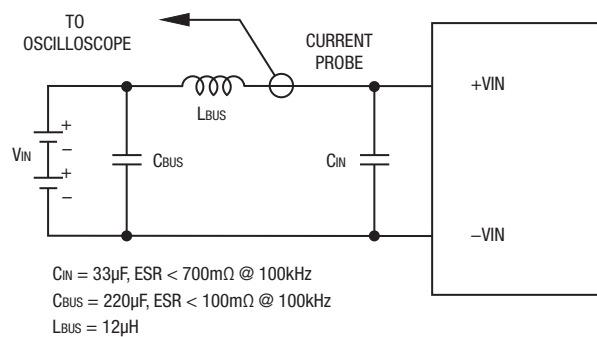 TO
OSCILLOSCOPE
CURRENT
PROBE
+VIN
LBUS
VIN
+
−
+
−
CBUS
CIN
−VIN
CIN = 33µF, ESR < 700mΩ @ 100kHz
CBUS = 220µF, ESR < 100mΩ @ 100kHz
LBUS = 12µH